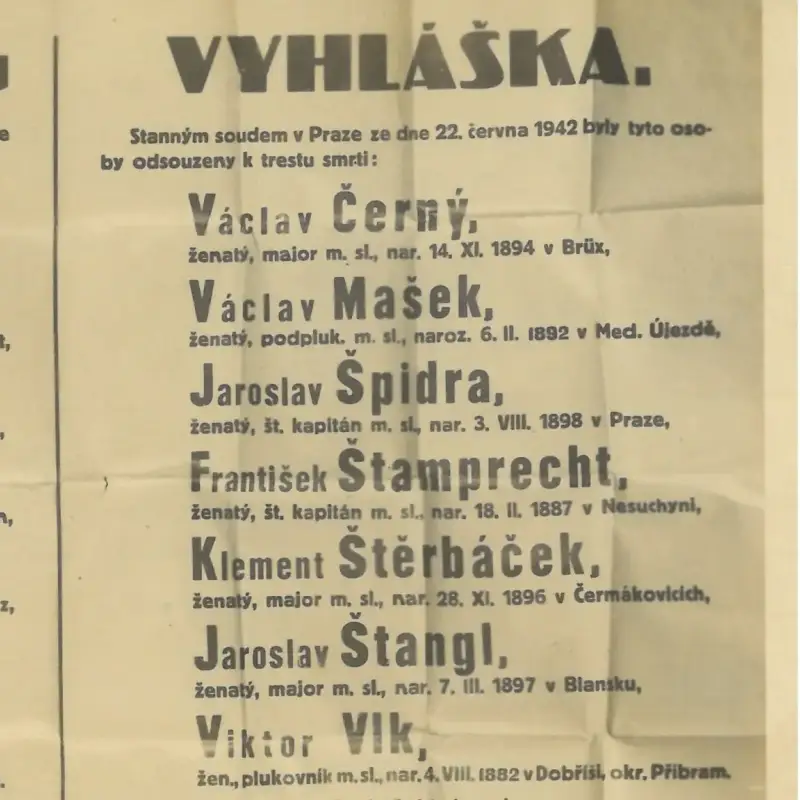 VYHLÁŠKA.
Stanným soudem v Praze ze dne 22. června 1942 byly tyto oso-
by odsouzeny k trestu smrti:
Václav Černý,
ženatý, major m. sl., nar. 14. XI. 1894 v Brüx,
Václav Mašek,
ženatý, podpluk. m. sl., naroz. 6. II. 1892 v Med. Újezdě,
Jaroslav Špidra,
ženatý, št. kapitán m. sl., nar. 3. VIII. 1898 v Praze,
František Štamprecht,
ženatý, št. kapitán m. sl., nar. 18. II. 1887 v Nesuchyni,
Klement Štěrbáček,
ženatý, major m. sl., nar. 28. XI. 1896 v Čermákovicích,
Jaroslav Štangl,
ženatý, major m. sl., nar. 7. III. 1897 v Blansku,
Viktor Vlk,
žen., plukovník m. sl., nar. 4. VIII. 1882 v Dobříši, okr. Příbram.